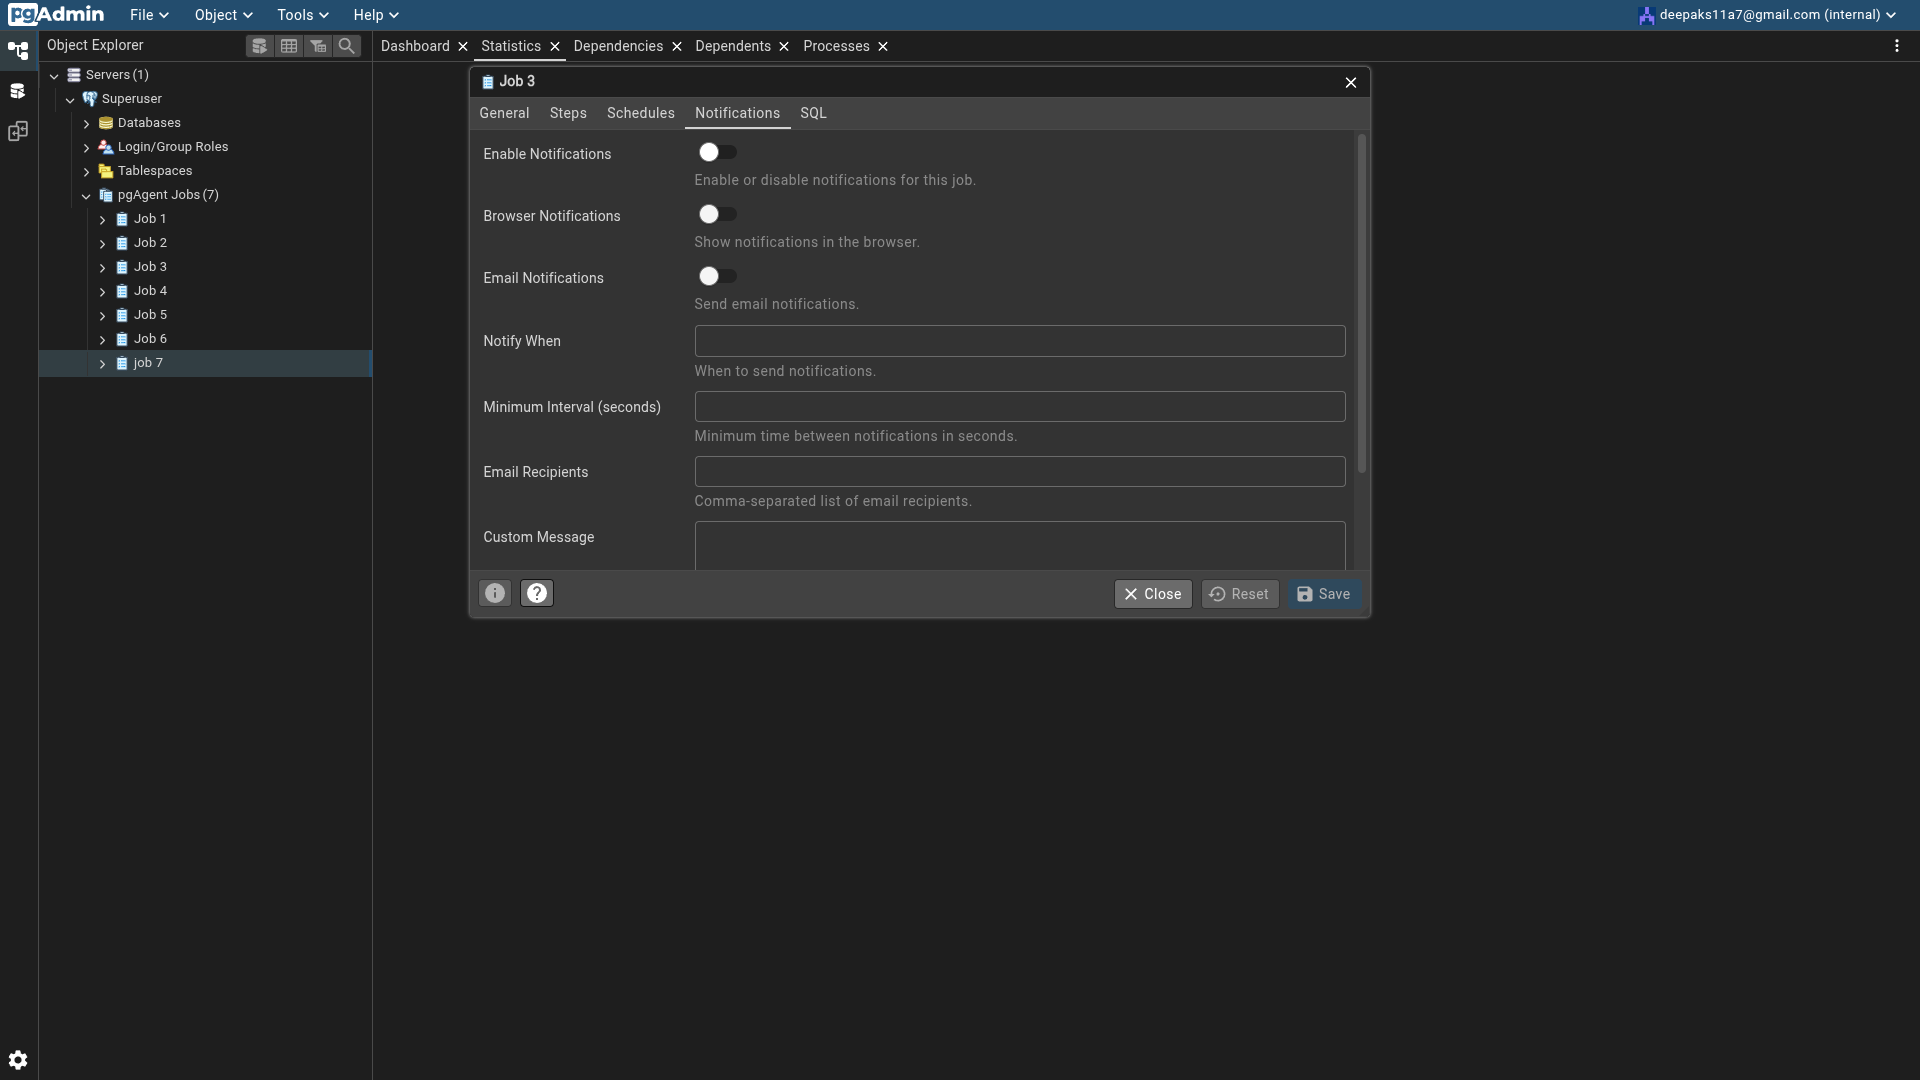 pgAdmin File Object Tools Help deepaks11a7@gmail.com (internal)
Object Explorer
Dashboard Statistics Dependencies Dependents Processes
Servers (1)
Superuser
Databases
Login/Group Roles
Tablespaces
pgAgent Jobs (7)
Job 1
Job 2
Job 3
Job 4
Job 5
Job 6
job 7
Job 3
General Steps Schedules Notifications SQL
Enable Notifications
Enable or disable notifications for this job.
Browser Notifications
Show notifications in the browser.
Email Notifications
Send email notifications.
Notify When
When to send notifications.
Minimum Interval (seconds)
Minimum time between notifications in seconds.
Email Recipients
Comma-separated list of email recipients.
Custom Message
Close Reset Save